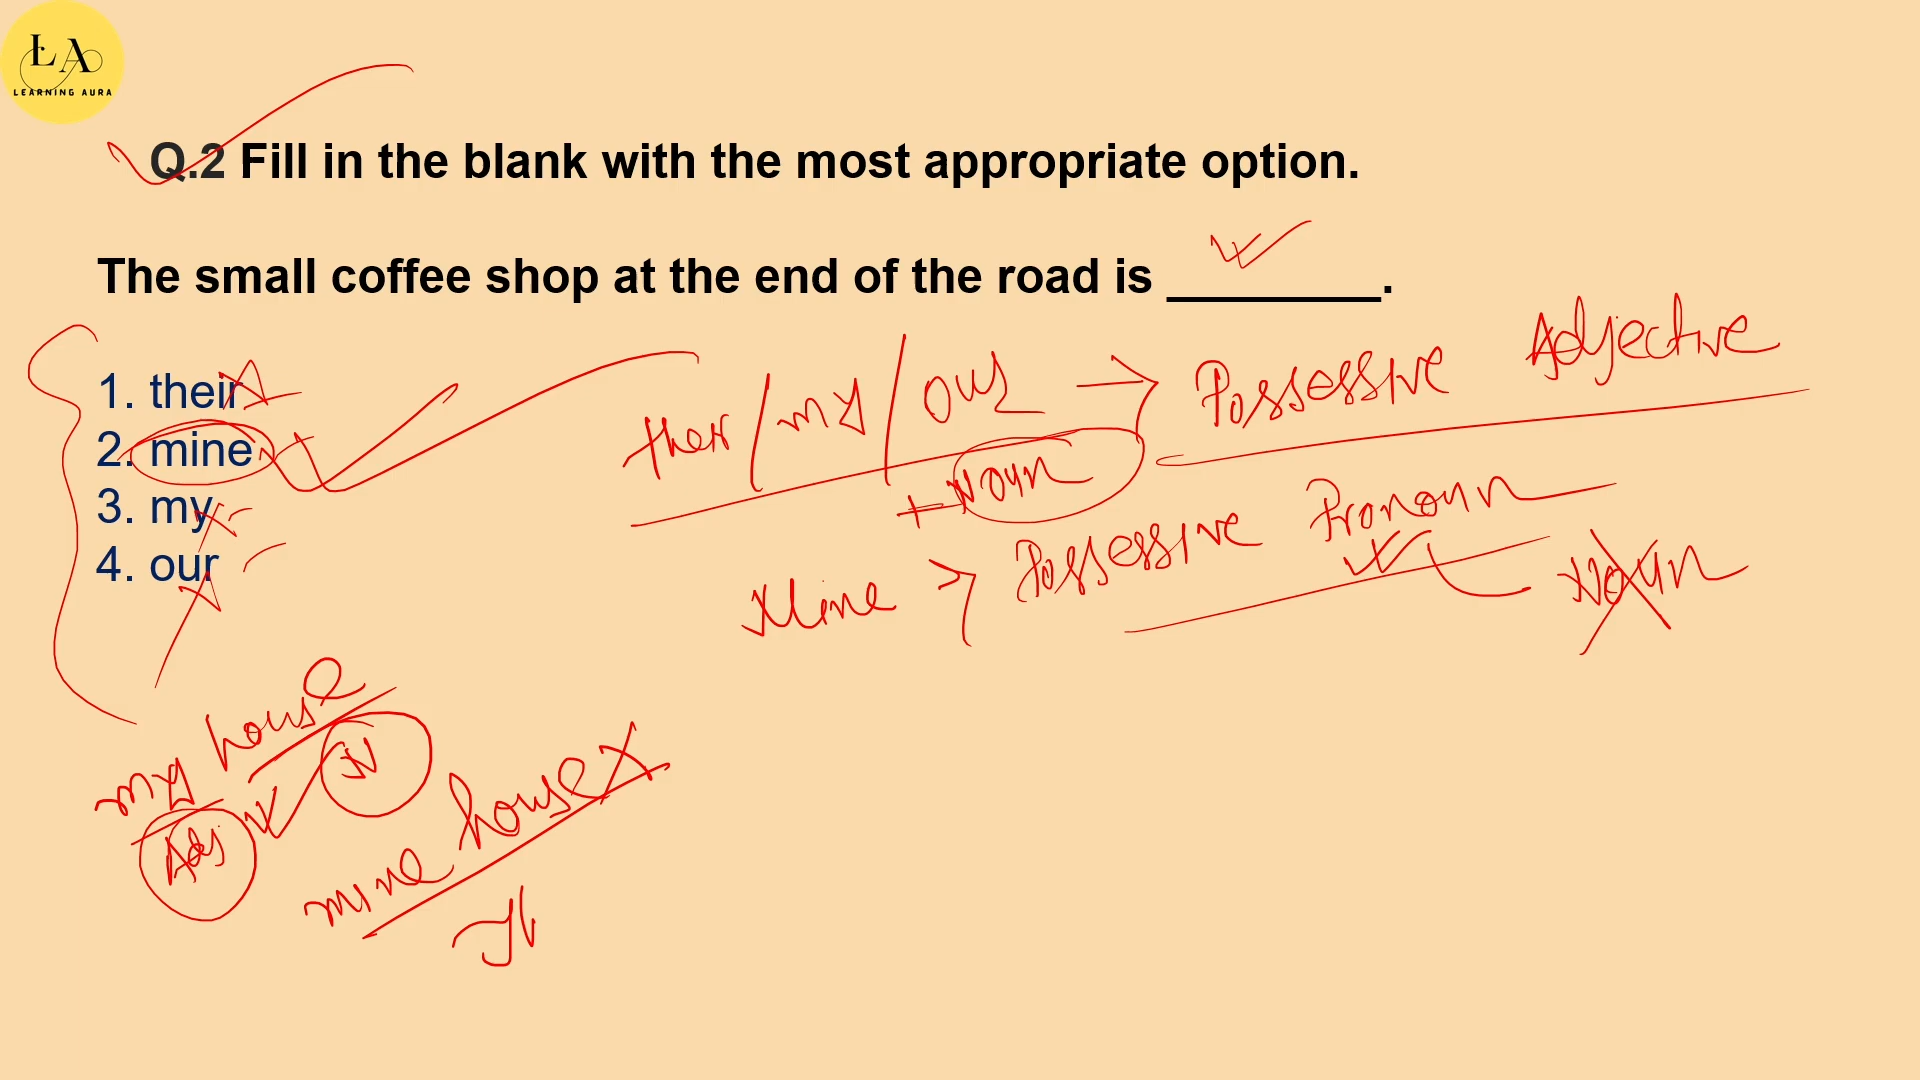 LA
LEARNING AURA
Q.2 Fill in the blank with the most appropriate option.
The small coffee shop at the end of the road is ________.
1. their
2. mine
3. my
4. our
their / my / our → Possessive Adjective
+ Noun
Mine → Possessive Pronoun
Noun
my house
Adj N
mine house X